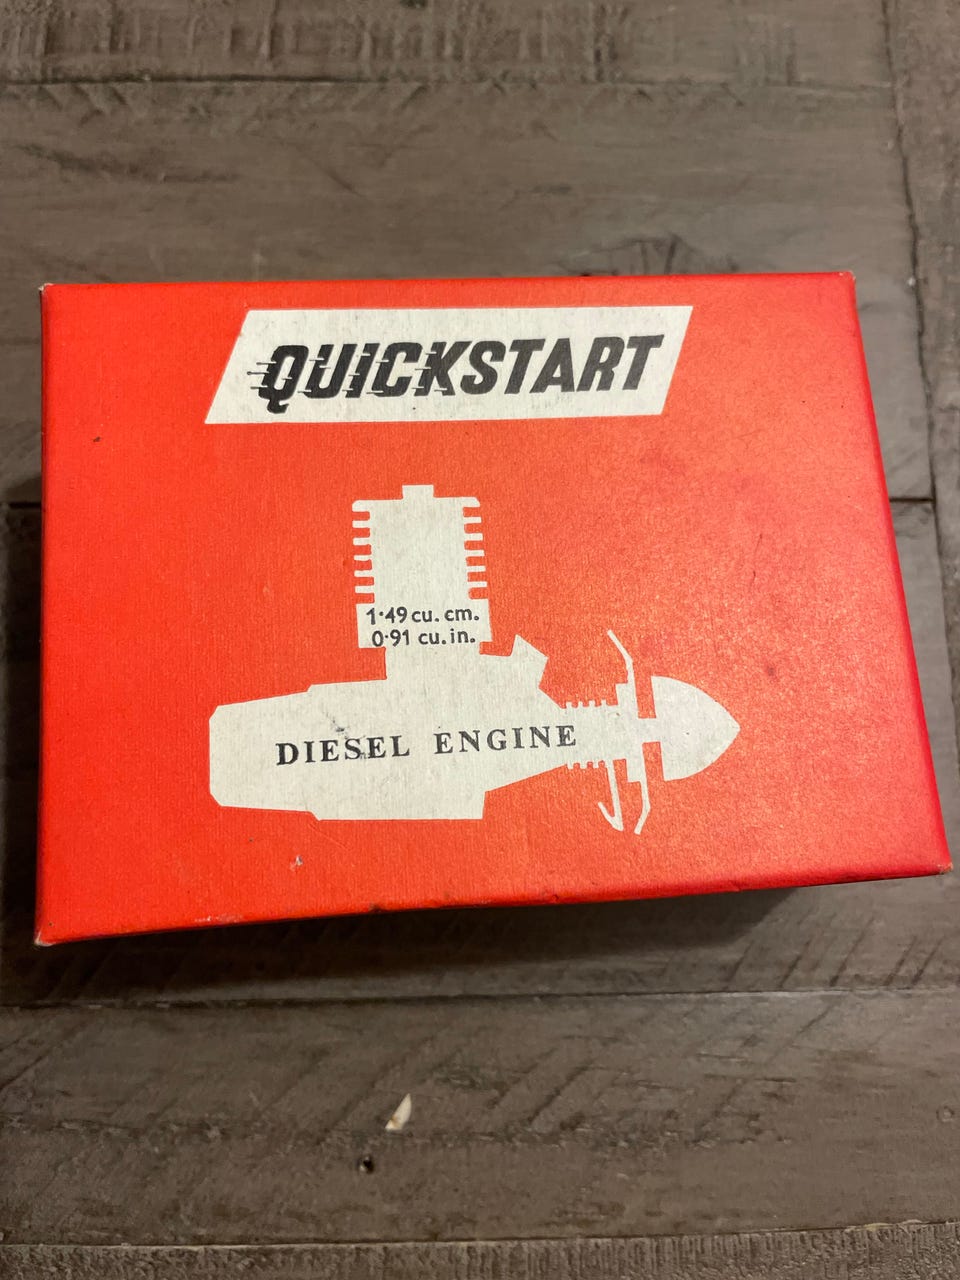 QUICKSTART
1·49 cu. cm.
0·91 cu. in.
DIESEL ENGINE